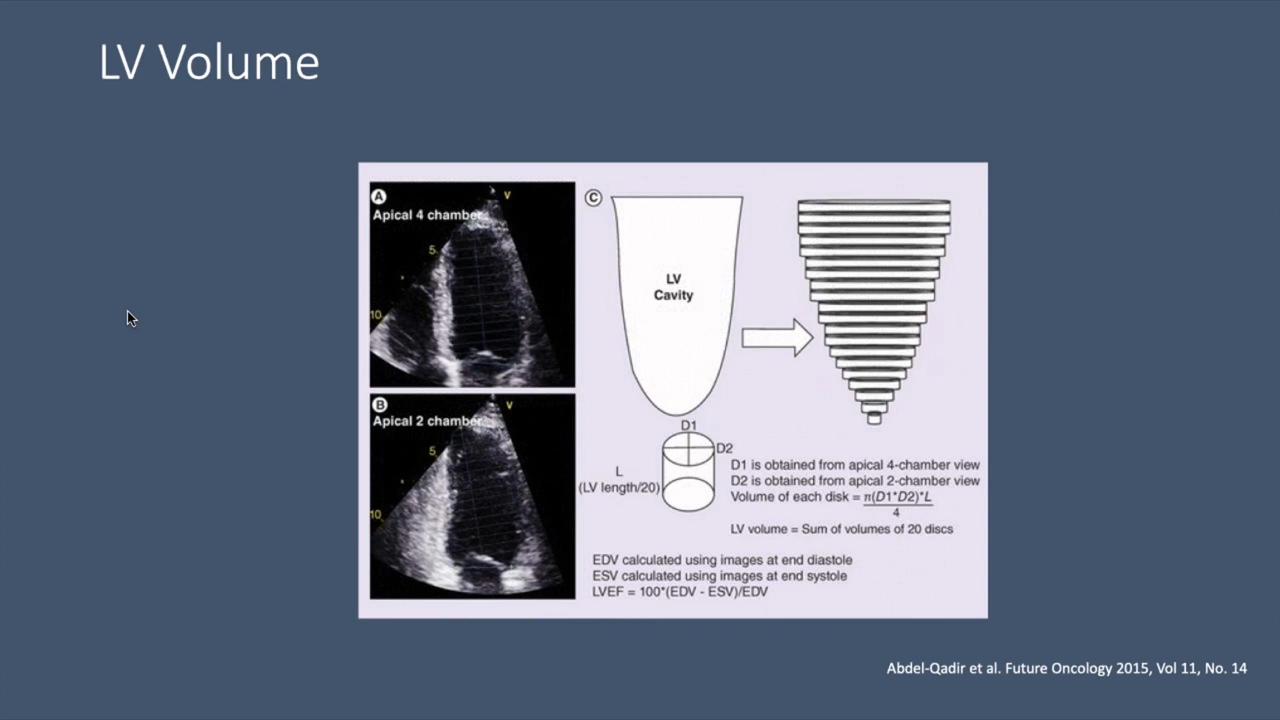 LV Volume
A
Apical 4 chamber
V
5
10
B
Apical 2 chamber
V
5
10
C
LV
Cavity
D1
D2
L
(LV length/20)
D1 is obtained from apical 4-chamber view
D2 is obtained from apical 2-chamber view
Volume of each disk = π(D1*D2)*L
4
LV volume = Sum of volumes of 20 discs
EDV calculated using images at end diastole
ESV calculated using images at end systole
LVEF = 100*(EDV - ESV)/EDV
Abdel-Qadir et al. Future Oncology 2015, Vol 11, No. 14